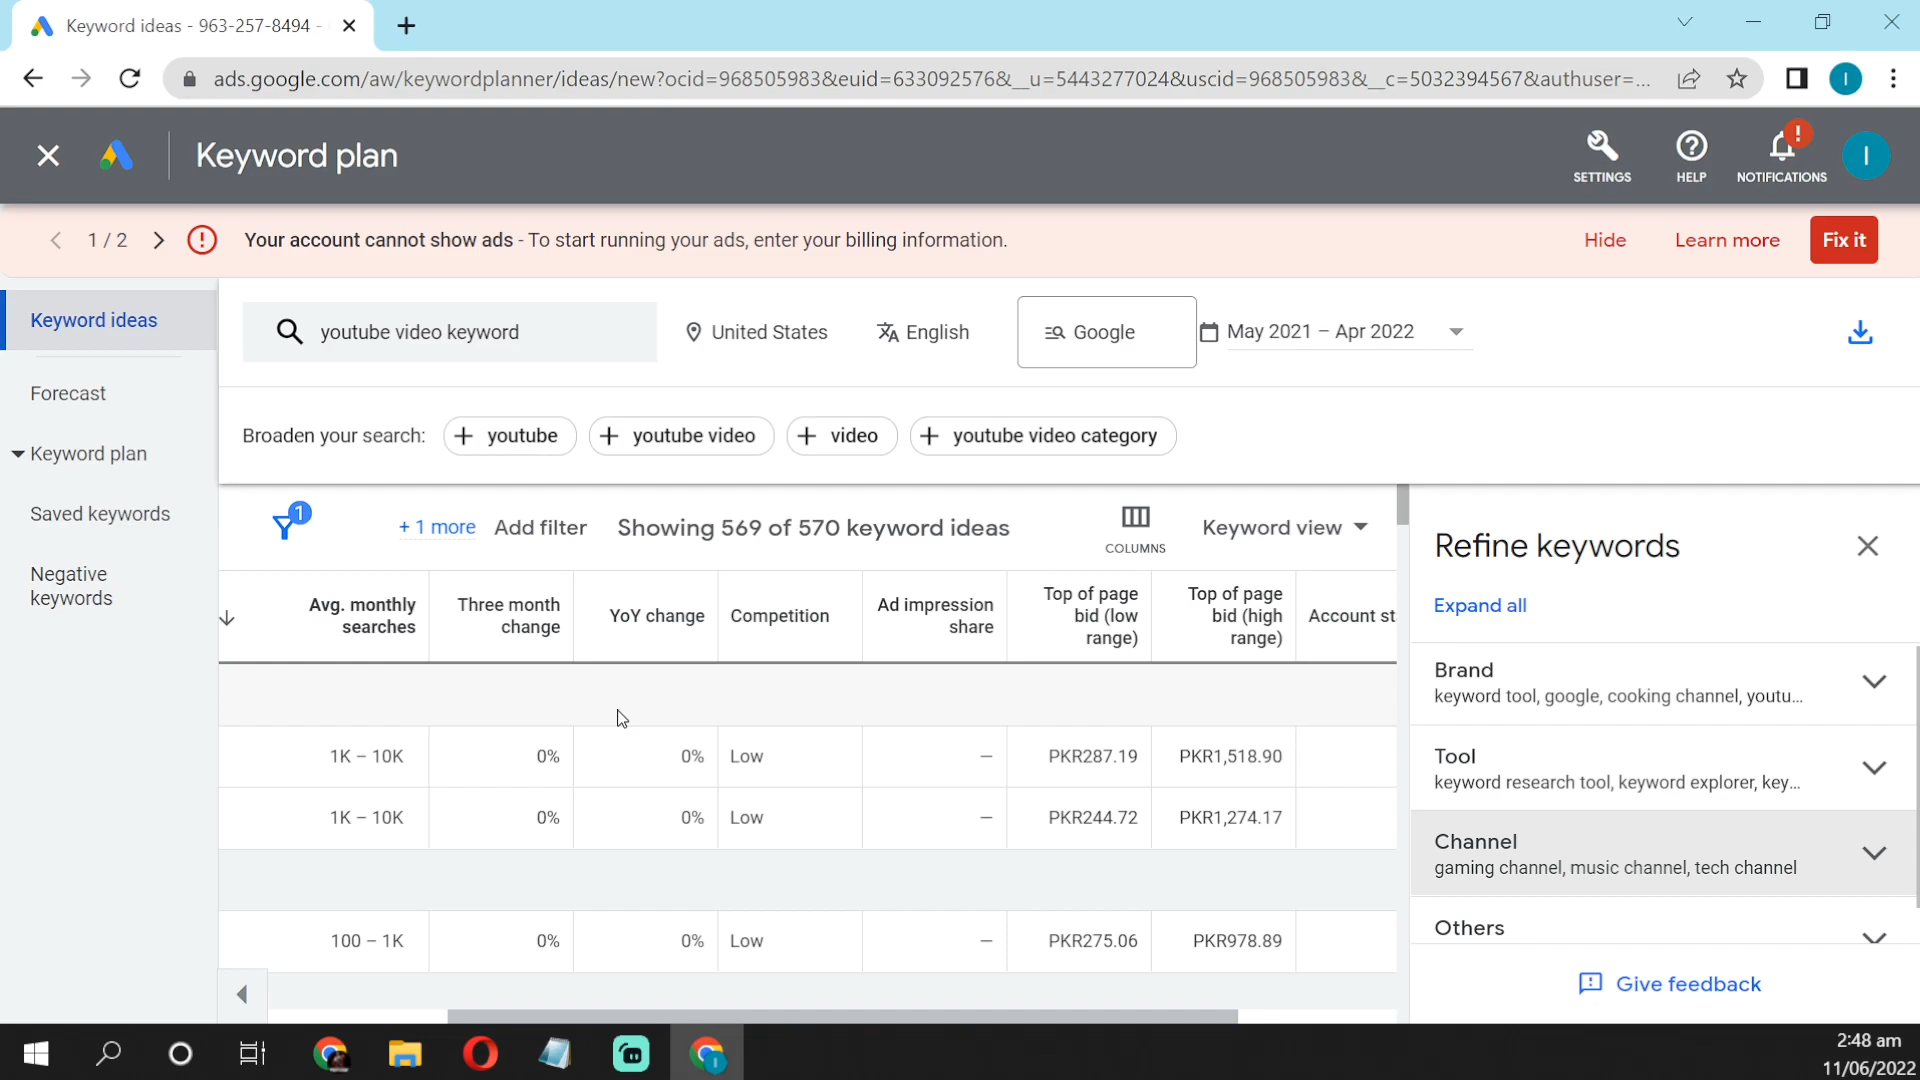 Keyword ideas - 963-257-8494 -
ads.google.com/aw/keywordplanner/ideas/new?ocid=968505983&euid=633092576&__u=5443277024&uscid=968505983&__c=5032394567&authuser=...
I
Keyword plan
SETTINGS
HELP
!
NOTIFICATIONS
I
1 / 2
Your account cannot show ads - To start running your ads, enter your billing information.
Hide
Learn more
Fix it
Keyword ideas
Forecast
Keyword plan
Saved keywords
Negative
keywords
youtube video keyword
United States
English
Google
May 2021 – Apr 2022
Broaden your search:
youtube
youtube video
video
youtube video category
1
+ 1 more
Add filter
Showing 569 of 570 keyword ideas
COLUMNS
Keyword view
Avg. monthly
searches
Three month
change
YoY change
Competition
Ad impression
share
Top of page
bid (low
range)
Top of page
bid (high
range)
Account st
1K – 10K 0% 0% Low – PKR287.19 PKR1,518.90
1K – 10K 0% 0% Low – PKR244.72 PKR1,274.17
100 – 1K 0% 0% Low – PKR275.06 PKR978.89
Refine keywords
Expand all
Brand
keyword tool, google, cooking channel, youtu...
Tool
keyword research tool, keyword explorer, key...
Channel
gaming channel, music channel, tech channel
Others
Give feedback
2:48 am
11/06/2022